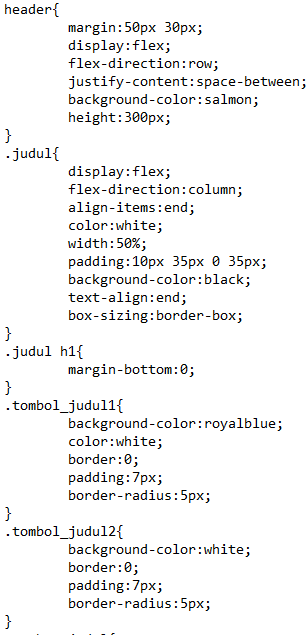 header{
margin:50px 30px;
display:flex;
flex-direction:row;
justify-content:space-between;
background-color:salmon;
height:300px;
}
.judul{
display:flex;
flex-direction:column;
align-items:end;
color:white;
width:50%;
padding:10px 35px 0 35px;
background-color:black;
text-align:end;
box-sizing:border-box;
}
.judul h1{
margin-bottom:0;
}
.tombol_judul1{
background-color:royalblue;
color:white;
border:0;
padding:7px;
border-radius:5px;
}
.tombol_judul2{
background-color:white;
border:0;
padding:7px;
border-radius:5px;
}